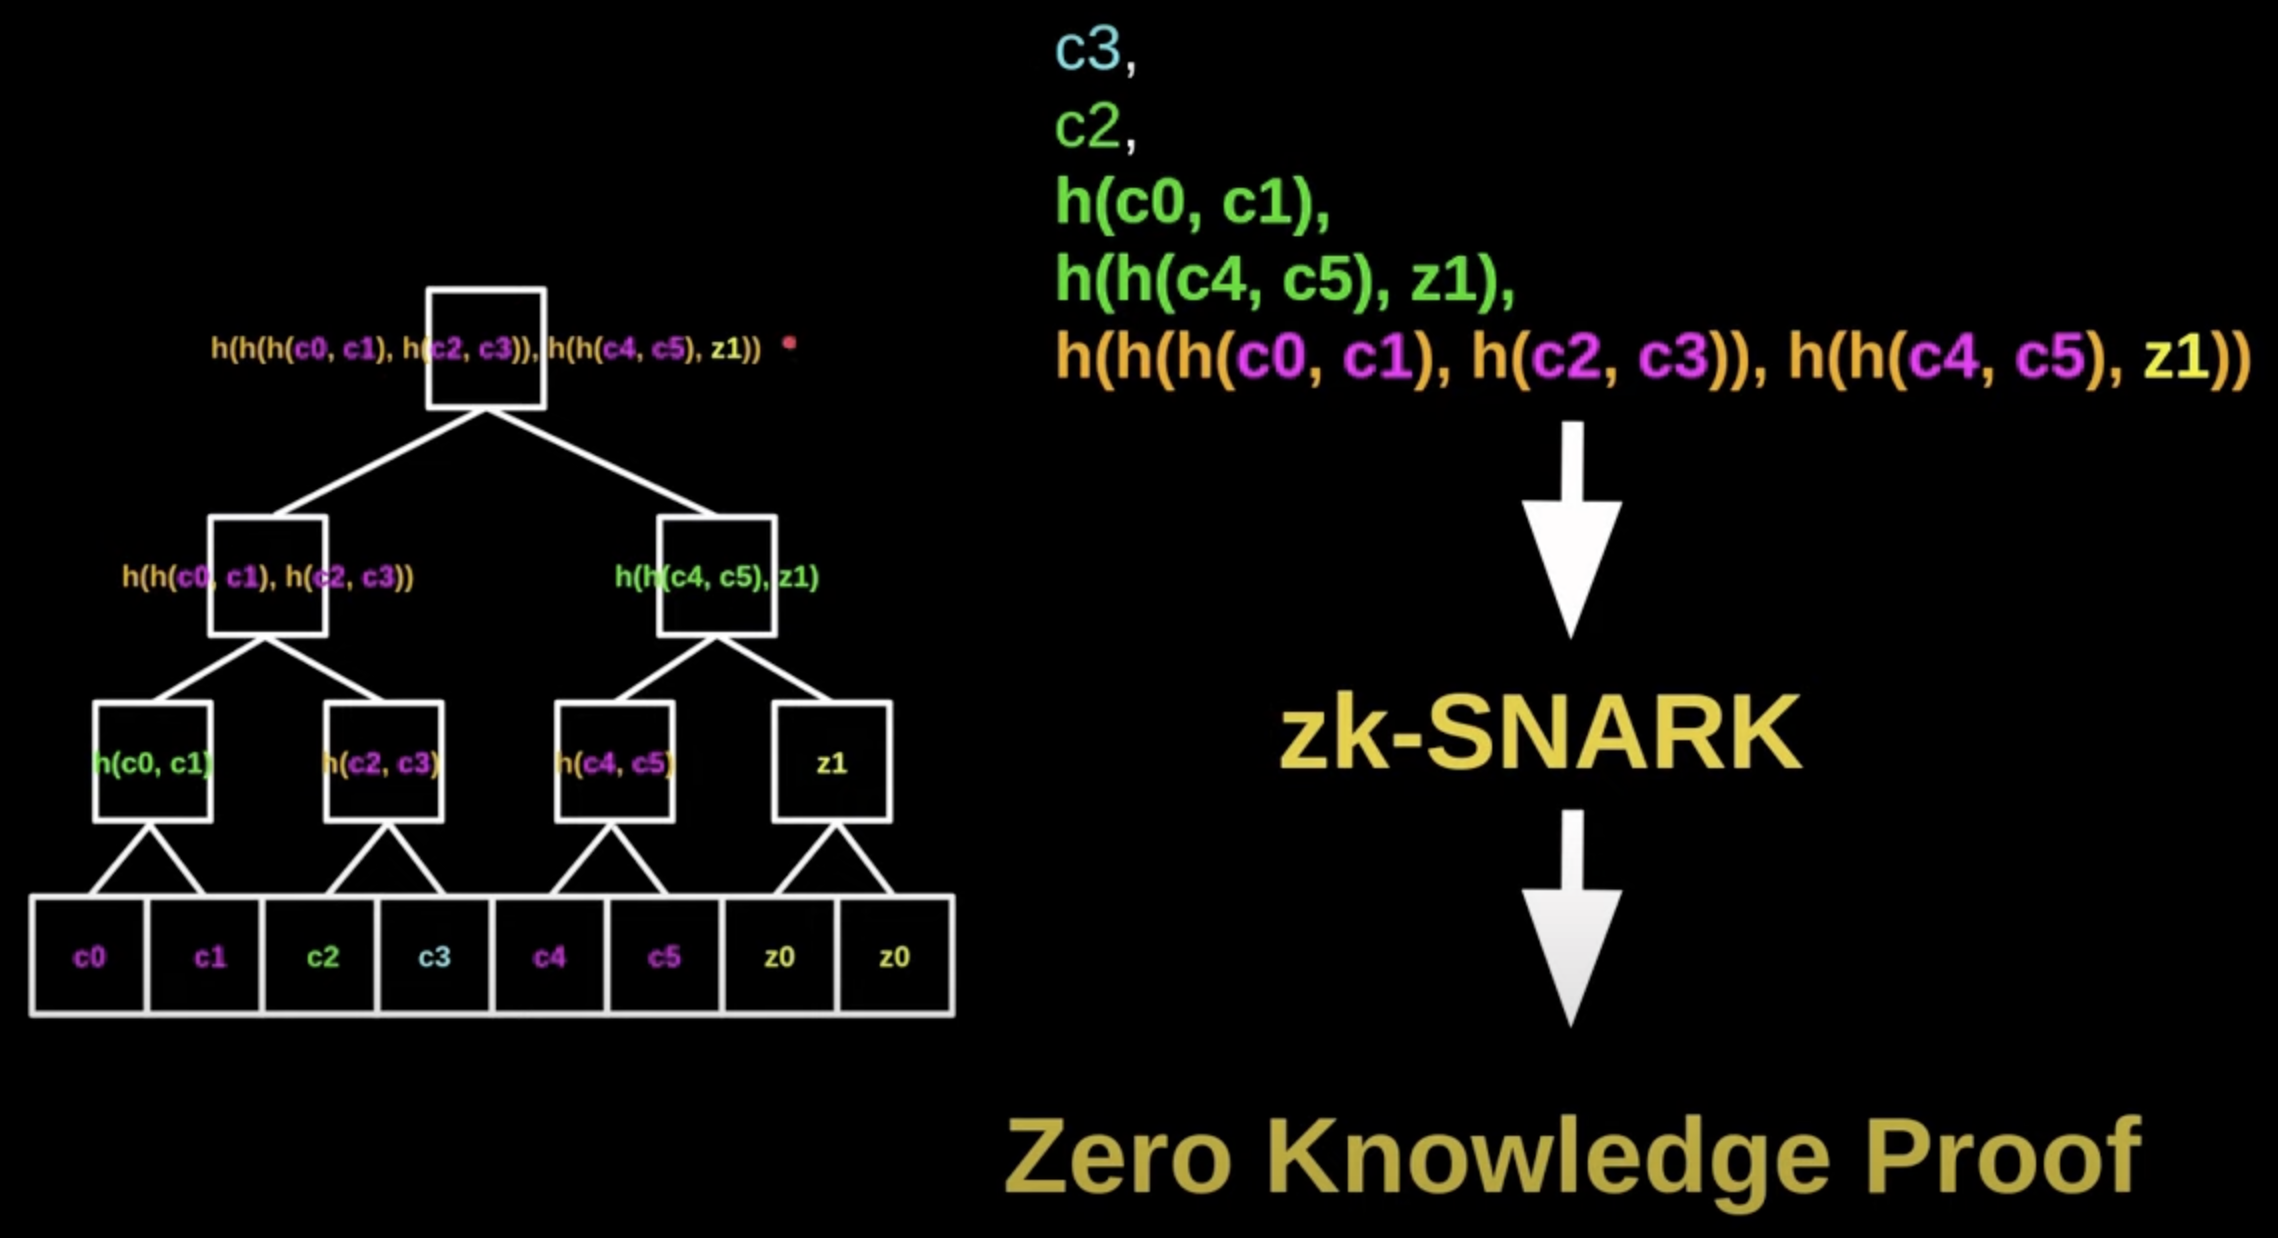 c3,
c2,
h(c0, c1),
h(h(c4, c5), z1),
h(h(h(c0, c1), h(c2, c3)), h(h(c4, c5), z1))
h(h(h(c0, c1), h(c2, c3)), h(h(c4, c5), z1))
h(h(c0, c1), h(c2, c3))
h(h(c4, c5), z1)
h(c0, c1)
h(c2, c3)
h(c4, c5)
z1
c0
c1
c2
c3
c4
c5
z0
z0
zk-SNARK
Zero Knowledge Proof